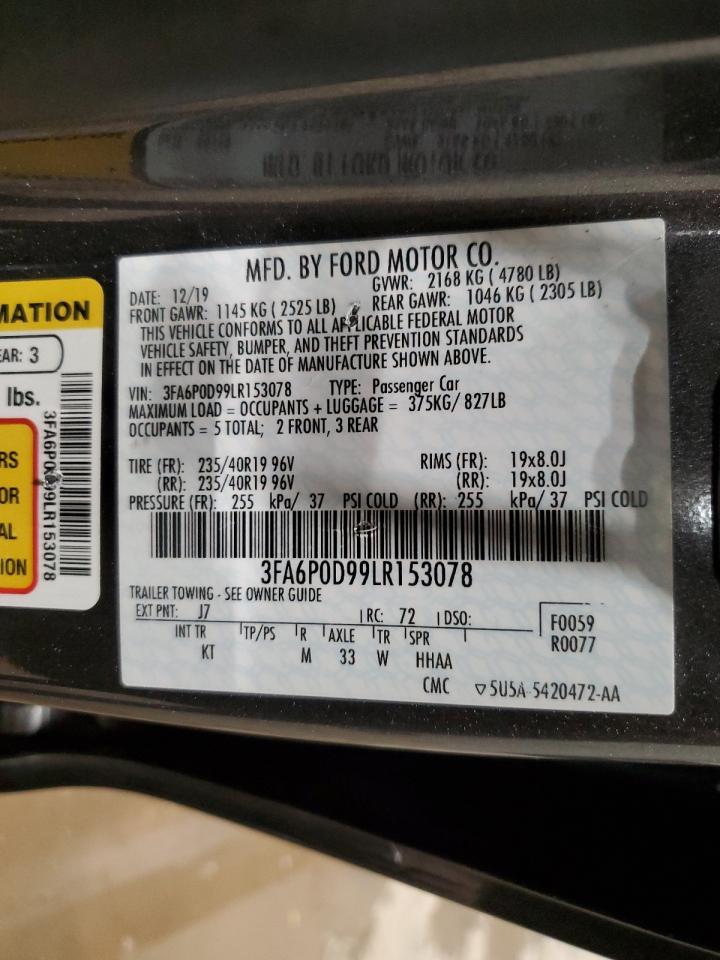 MFD. BY FORD MOTOR CO.
DATE: 12/19 GVWR: 2168 KG (4780 LB)
FRONT GAWR: 1145 KG (2525 LB) REAR GAWR: 1046 KG (2305 LB)
THIS VEHICLE CONFORMS TO ALL APPLICABLE FEDERAL MOTOR
VEHICLE SAFETY, BUMPER, AND THEFT PREVENTION STANDARDS
IN EFFECT ON THE DATE OF MANUFACTURE SHOWN ABOVE.
VIN: 3FA6P0D99LR153078 TYPE: Passenger Car
MAXIMUM LOAD = OCCUPANTS + LUGGAGE = 375KG/ 827LB
OCCUPANTS = 5 TOTAL; 2 FRONT, 3 REAR
TIRE (FR): 235/40R19 96V RIMS (FR): 19x8.0J
(RR): 235/40R19 96V (RR): 19x8.0J
PRESSURE (FR): 255 kPa/ 37 PSI COLD (RR): 255 kPa/ 37 PSI COLD
3FA6P0D99LR153078
TRAILER TOWING - SEE OWNER GUIDE
EXT PNT: J7 RC: 72 DSO: F0059
INT TR TP/PS R AXLE TR SPR R0077
KT M 33 W HHAA
CMC ▽5U5A-5420472-AA
MATION
EAR: 3
lbs.
RS
OR
AL
ION
3FA6P0D99LR153078